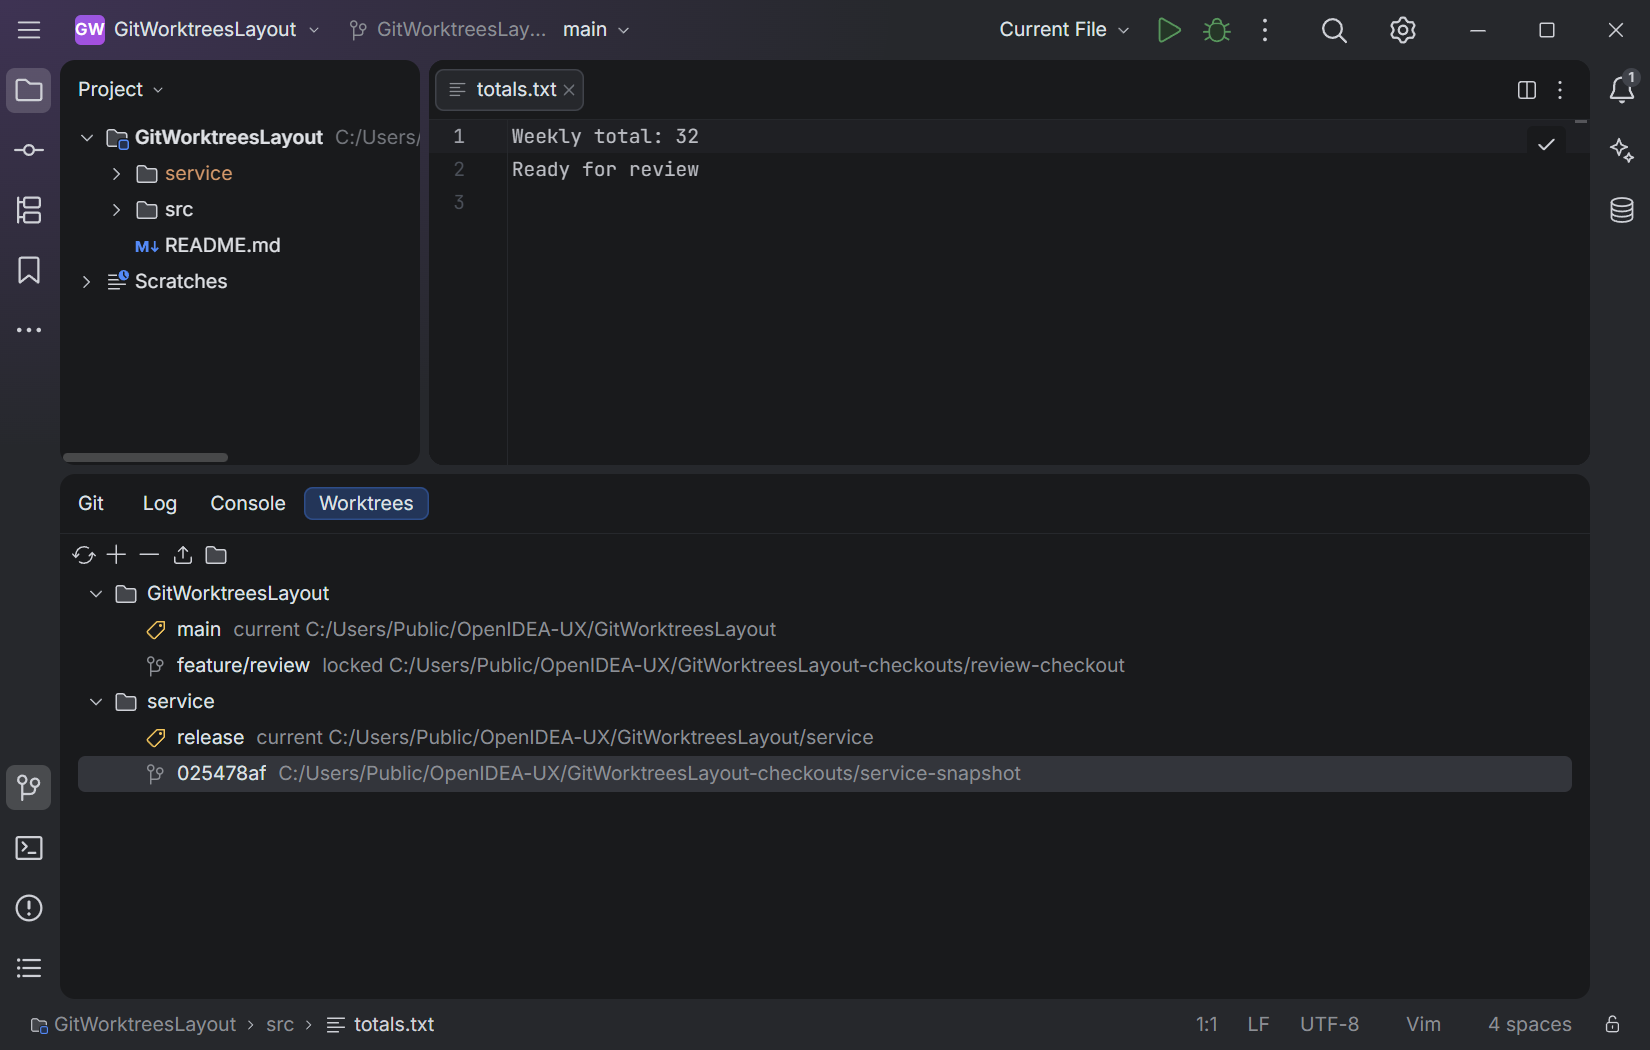 GW GitWorktreesLayout GitWorktreesLay... main Current File
Project
GitWorktreesLayout C:/Users/
service
src
M↓ README.md
Scratches
totals.txt
1 Weekly total: 32
2 Ready for review
3
1
Git Log Console Worktrees
GitWorktreesLayout
main current C:/Users/Public/OpenIDEA-UX/GitWorktreesLayout
feature/review locked C:/Users/Public/OpenIDEA-UX/GitWorktreesLayout-checkouts/review-checkout
service
release current C:/Users/Public/OpenIDEA-UX/GitWorktreesLayout/service
025478af C:/Users/Public/OpenIDEA-UX/GitWorktreesLayout-checkouts/service-snapshot
GitWorktreesLayout › src › totals.txt 1:1 LF UTF-8 Vim 4 spaces